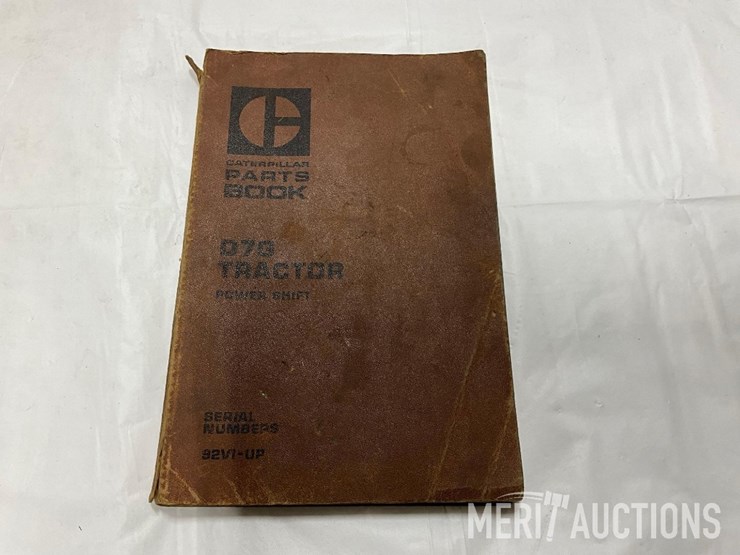 CATERPILLAR
PARTS
BOOK
D7G
TRACTOR
POWER SHIFT
SERIAL
NUMBERS
92V1-UP
MERIT AUCTIONS